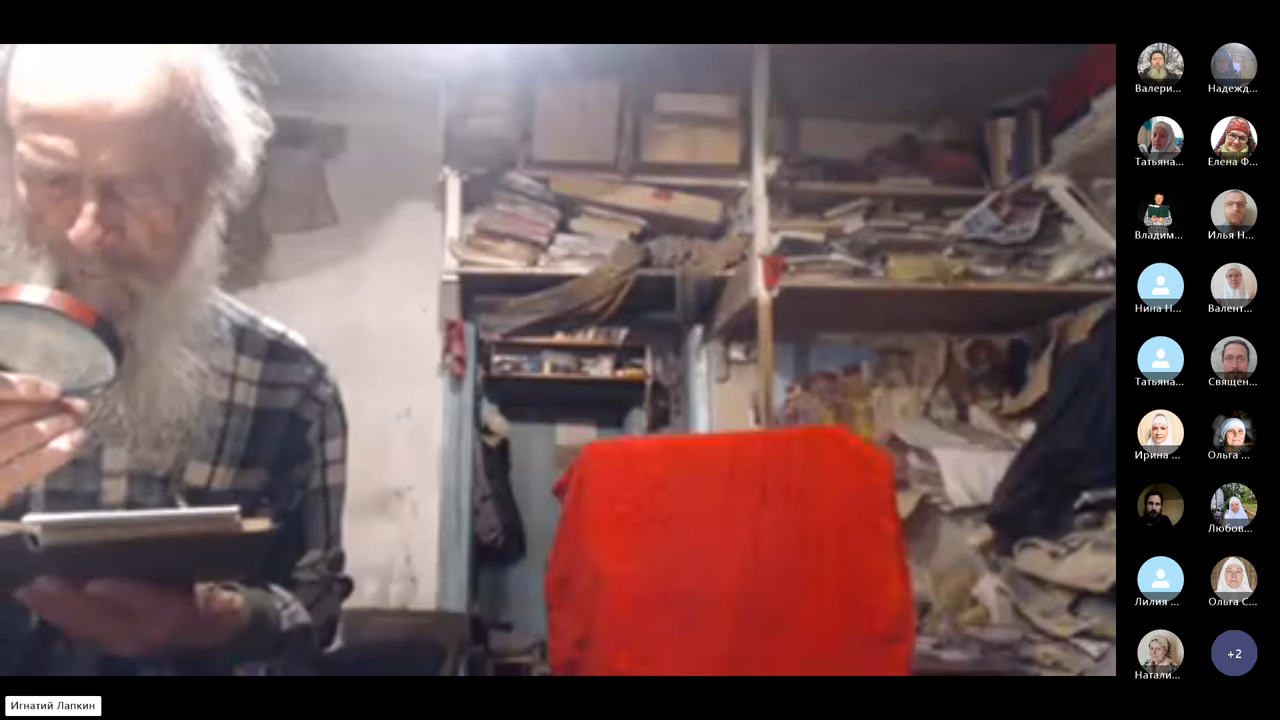 Валери...
Надежд...
Татьяна...
Елена Ф...
Владим...
Илья Н...
Нина Н...
Валент...
Татьяна...
Священ...
Ирина ...
Ольга ...
Любов...
Лилия ...
Ольга С...
Натали...
+2
Игнатий Лапкин